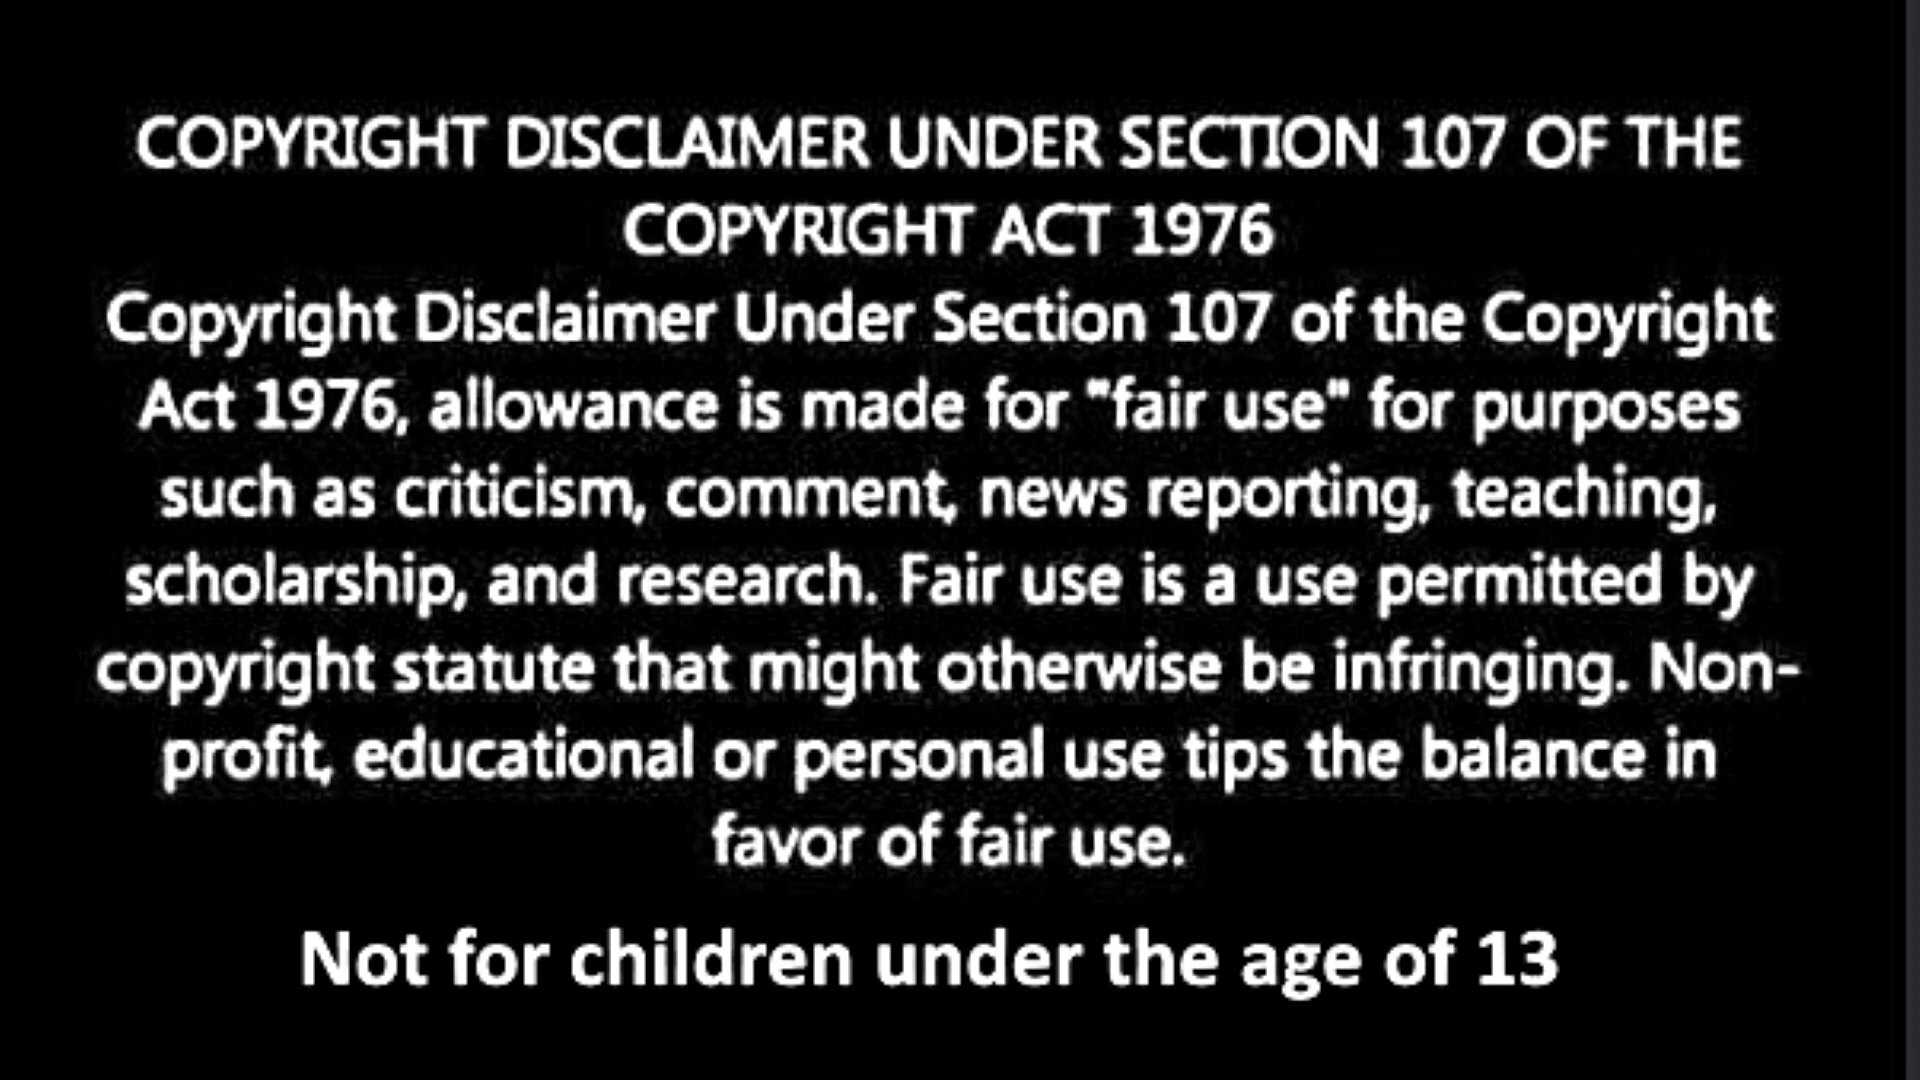 COPYRIGHT DISCLAIMER UNDER SECTION 107 OF THE
COPYRIGHT ACT 1976
Copyright Disclaimer Under Section 107 of the Copyright
Act 1976, allowance is made for "fair use" for purposes
such as criticism, comment, news reporting, teaching,
scholarship, and research. Fair use is a use permitted by
copyright statute that might otherwise be infringing. Non-
profit, educational or personal use tips the balance in
favor of fair use.
Not for children under the age of 13